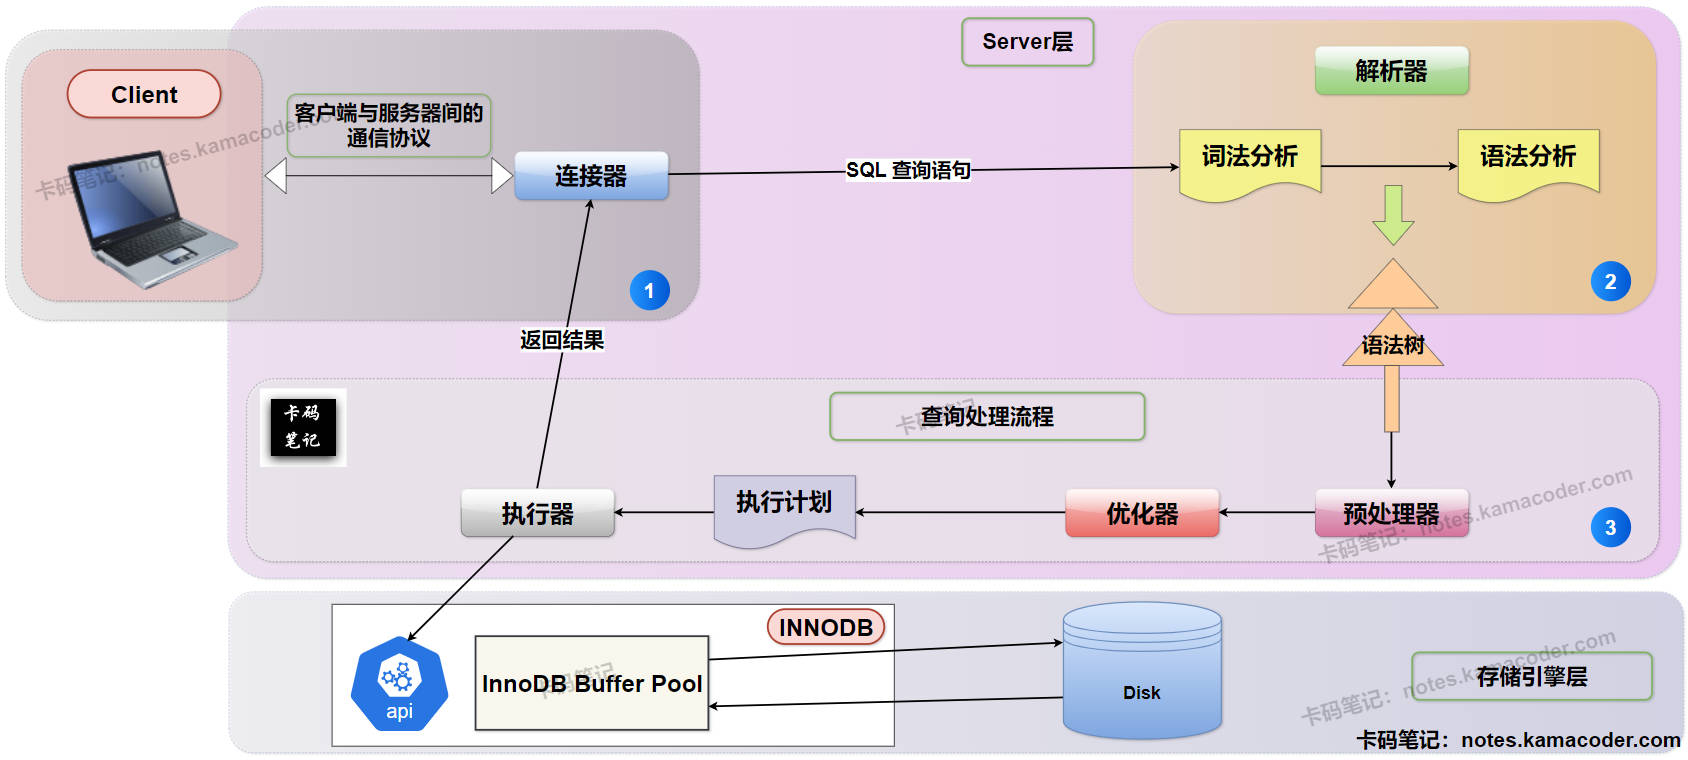 Server层
Client
客户端与服务器间的
通信协议
连接器
SQL 查询语句
解析器
词法分析
语法分析
1
2
卡码笔记：notes.kamacoder.com
返回结果
语法树
卡码
笔记
查询处理流程
卡码笔记
执行器
执行计划
优化器
预处理器
3
卡码笔记：notes.kamacoder.com
INNODB
api
InnoDB Buffer Pool
卡码笔记
Disk
存储引擎层
卡码笔记：notes.kamacoder.com
卡码笔记：notes.kamacoder.com